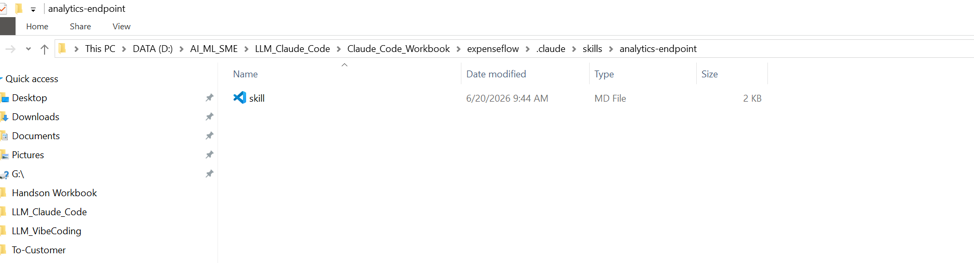 analytics-endpoint
Home Share View
This PC DATA (D:) AI_ML_SME LLM_Claude_Code Claude_Code_Workbook expenseflow .claude skills analytics-endpoint
Name Date modified Type Size
skill 6/20/2026 9:44 AM MD File 2 KB
Quick access
Desktop
Downloads
Documents
Pictures
G:\
Handson Workbook
LLM_Claude_Code
LLM_VibeCoding
To-Customer